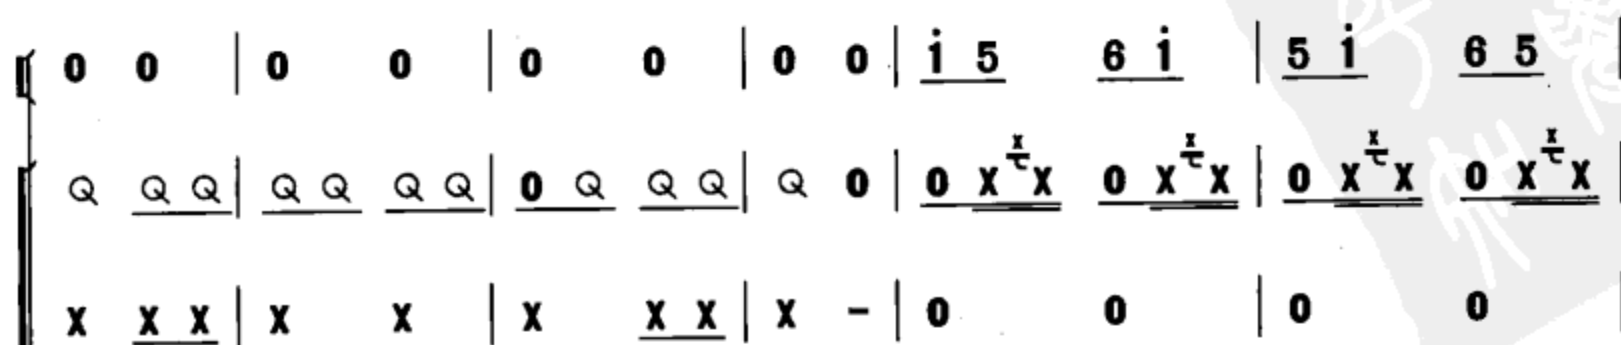 0 0 | 0 0 | 0 0 | 0 0 | i 5 6 i | 5 i 6 5 |
Q Q Q | Q Q Q Q | 0 Q Q Q | Q 0 | 0 X X X 0 X X X | 0 X X X 0 X X X
X X X | X X | X X X | X – | 0 0 | 0 0 |